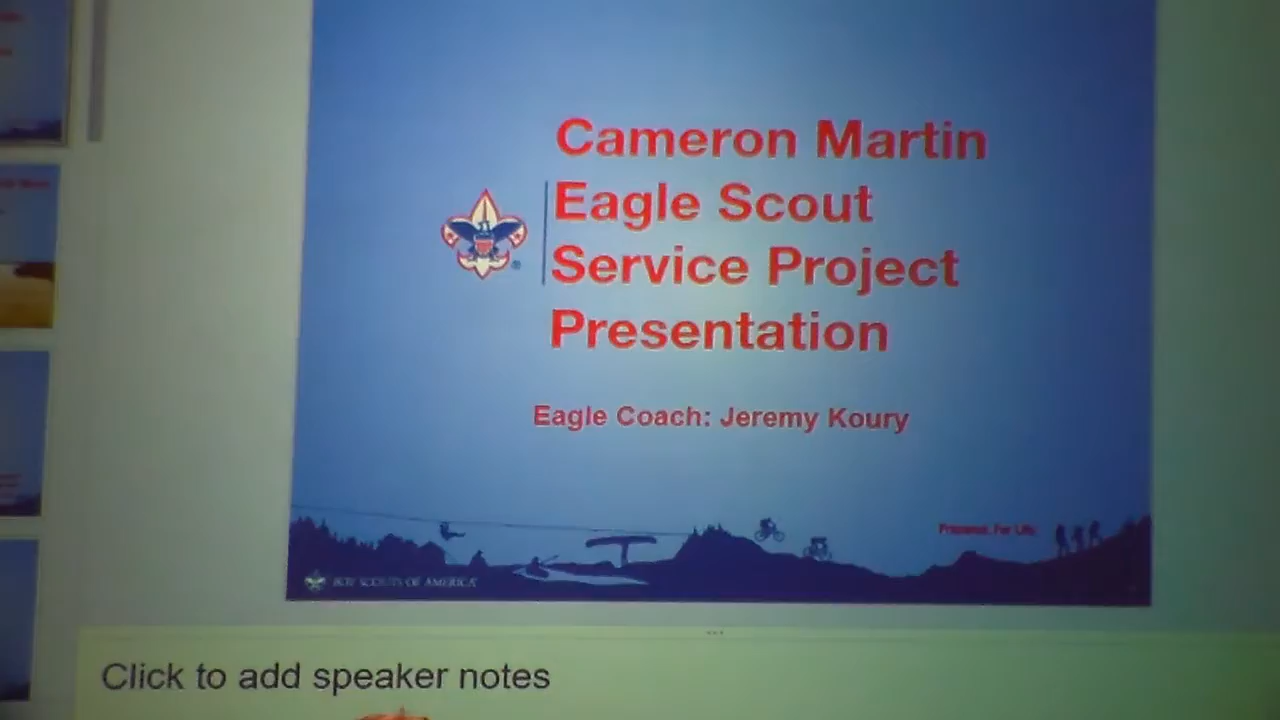 Cameron Martin
Eagle Scout
Service Project
Presentation
Eagle Coach: Jeremy Koury
Prepared. For Life.
BOY SCOUTS OF AMERICA
Click to add speaker notes